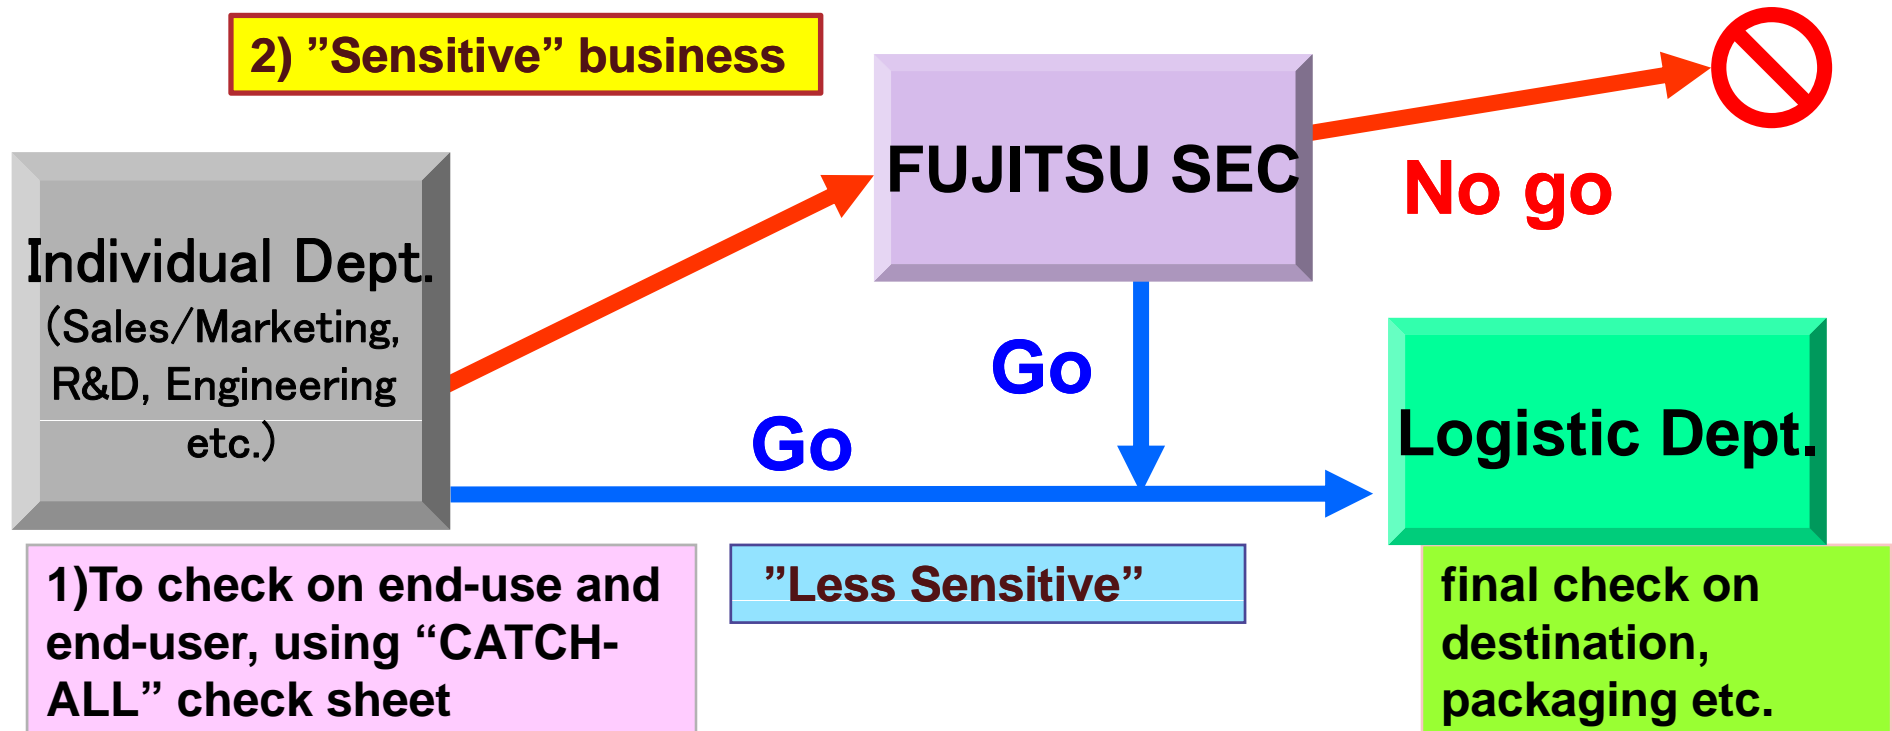 2) ”Sensitive” business
FUJITSU SEC
No go
Individual Dept.
(Sales/Marketing,
R&D, Engineering
etc.)
Go
Go
Logistic Dept.
1)To check on end-use and
end-user, using “CATCH-
ALL” check sheet
”Less Sensitive”
final check on
destination,
packaging etc.